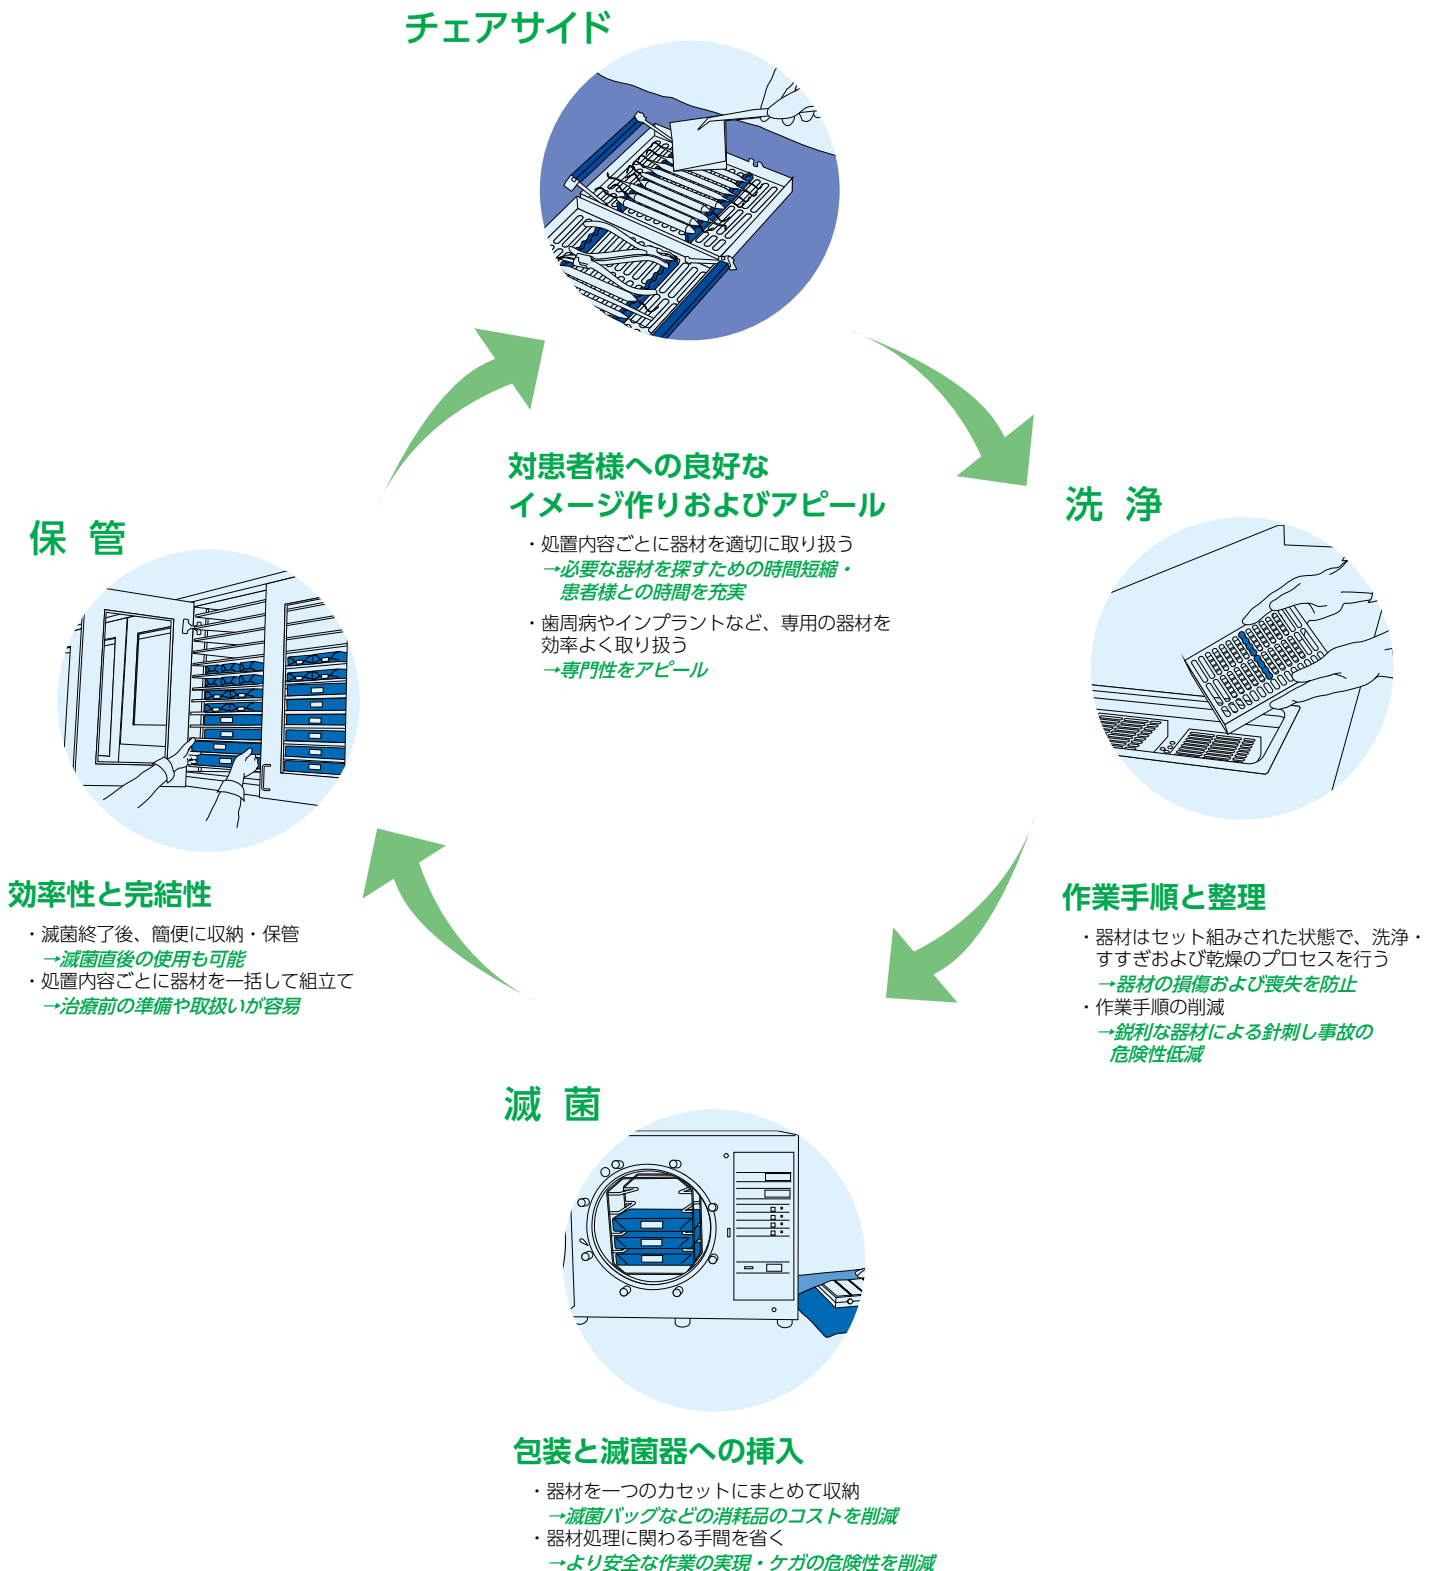 チェアサイド
対患者様への良好な
イメージ作りおよびアピール
・処置内容ごとに器材を適切に取り扱う
→必要な器材を探すための時間短縮・
患者様との時間を充実
・歯周病やインプラントなど、専用の器材を
効率よく取り扱う
→専門性をアピール
洗 浄
作業手順と整理
・器材はセット組みされた状態で、洗浄・
すすぎおよび乾燥のプロセスを行う
→器材の損傷および喪失を防止
・作業手順の削減
→鋭利な器材による針刺し事故の
危険性低減
滅 菌
包装と滅菌器への挿入
・器材を一つのカセットにまとめて収納
→滅菌バッグなどの消耗品のコストを削減
・器材処理に関わる手間を省く
→より安全な作業の実現・ケガの危険性を削減
保 管
効率性と完結性
・滅菌終了後、簡便に収納・保管
→滅菌直後の使用も可能
・処置内容ごとに器材を一括して組立て
→治療前の準備や取扱いが容易